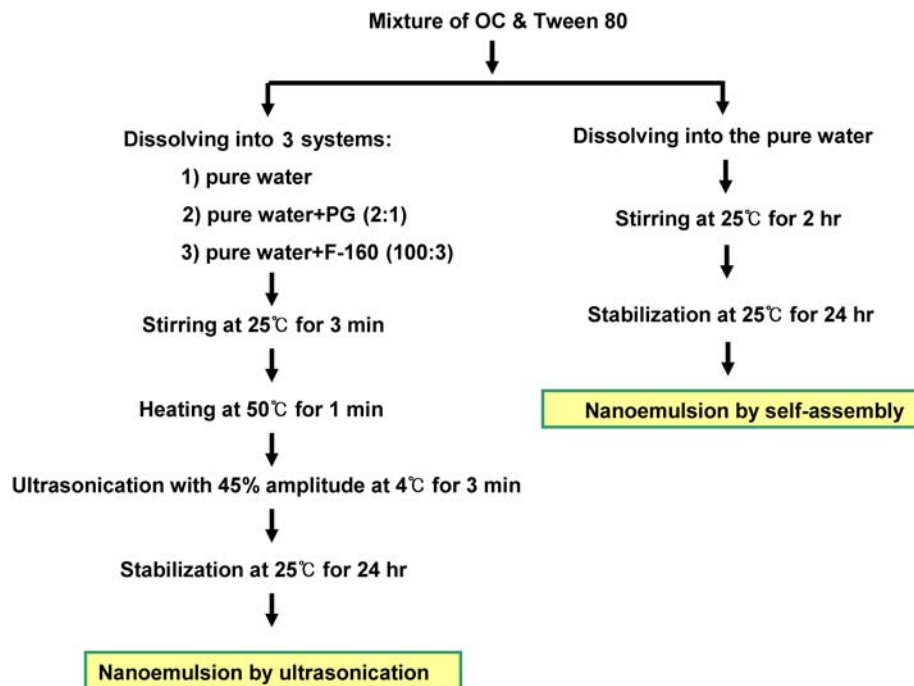 Mixture of OC & Tween 80
Dissolving into 3 systems:
1) pure water
2) pure water+PG (2:1)
3) pure water+F-160 (100:3)
Stirring at 25℃ for 3 min
Heating at 50℃ for 1 min
Ultrasonication with 45% amplitude at 4℃ for 3 min
Stabilization at 25℃ for 24 hr
Nanoemulsion by ultrasonication
Dissolving into the pure water
Stirring at 25℃ for 2 hr
Stabilization at 25℃ for 24 hr
Nanoemulsion by self-assembly